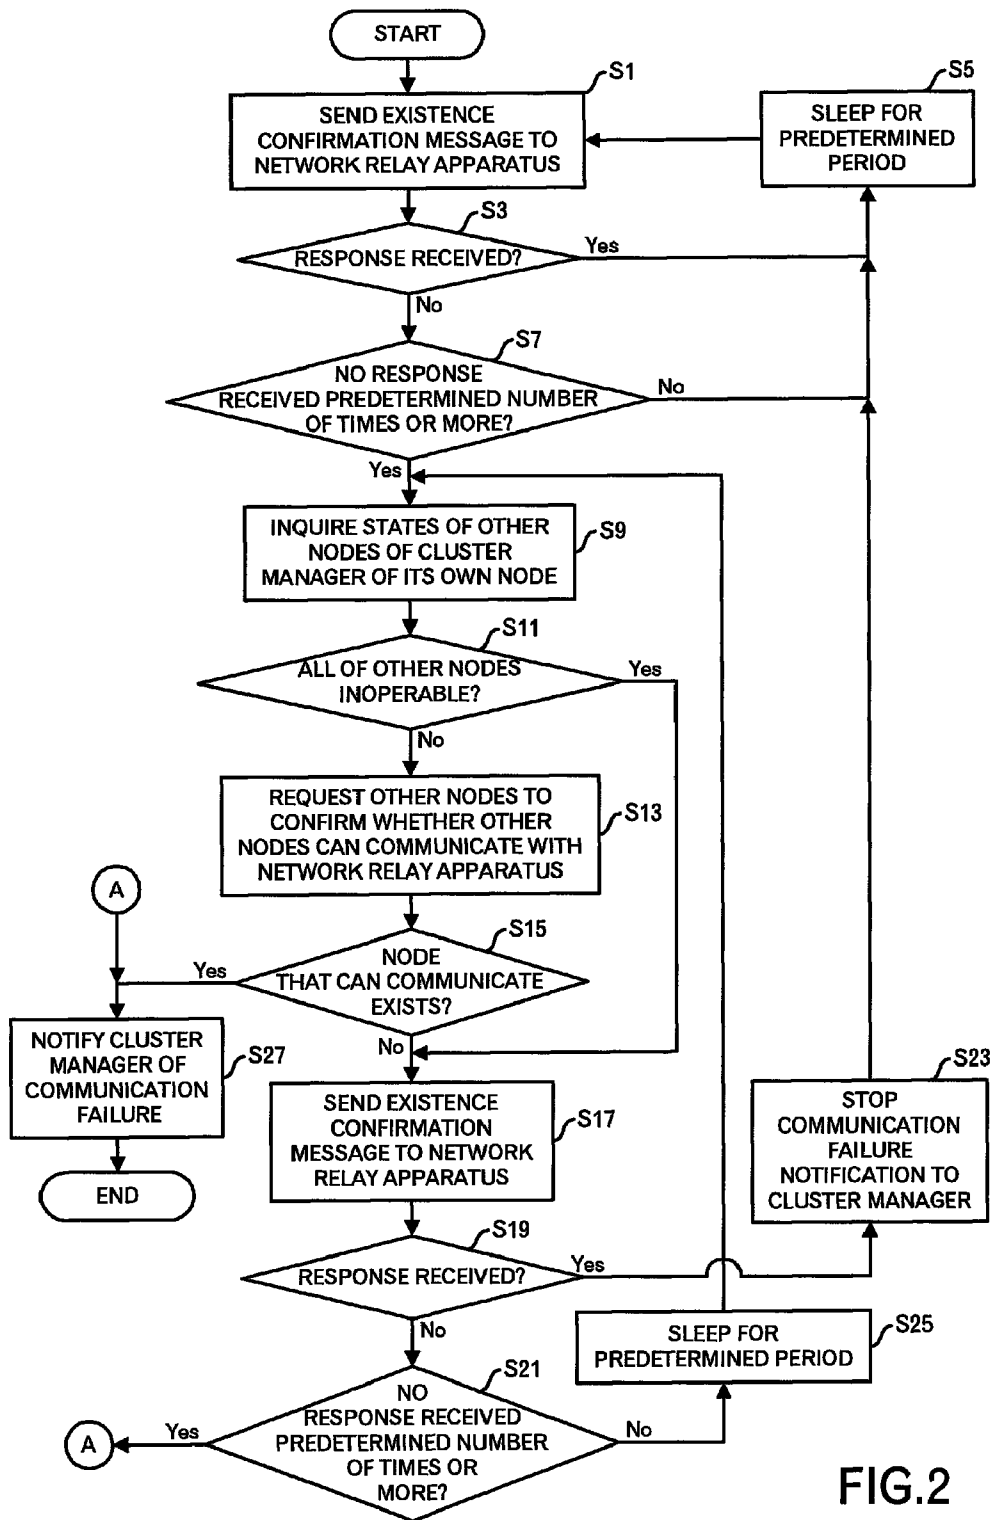 START
S1
SEND EXISTENCE
CONFIRMATION MESSAGE TO
NETWORK RELAY APPARATUS
S5
SLEEP FOR
PREDETERMINED
PERIOD
S3
RESPONSE RECEIVED?
Yes
No
S7
NO RESPONSE
RECEIVED PREDETERMINED NUMBER
OF TIMES OR MORE?
No
Yes
INQUIRE STATES OF OTHER
NODES OF CLUSTER
MANAGER OF ITS OWN NODE
S9
S11
ALL OF OTHER NODES
INOPERABLE?
Yes
No
REQUEST OTHER NODES TO
CONFIRM WHETHER OTHER
NODES CAN COMMUNICATE WITH
NETWORK RELAY APPARATUS
S13
A
S15
NODE
THAT CAN COMMUNICATE
EXISTS?
Yes
No
NOTIFY CLUSTER
MANAGER OF
COMMUNICATION
FAILURE
S27
END
SEND EXISTENCE
CONFIRMATION
MESSAGE TO NETWORK
RELAY APPARATUS
S17
S23
STOP
COMMUNICATION
FAILURE
NOTIFICATION TO
CLUSTER MANAGER
S19
RESPONSE RECEIVED?
Yes
No
SLEEP FOR
PREDETERMINED PERIOD
S25
S21
NO
RESPONSE RECEIVED
PREDETERMINED NUMBER
OF TIMES OR
MORE?
Yes
No
A
FIG.2